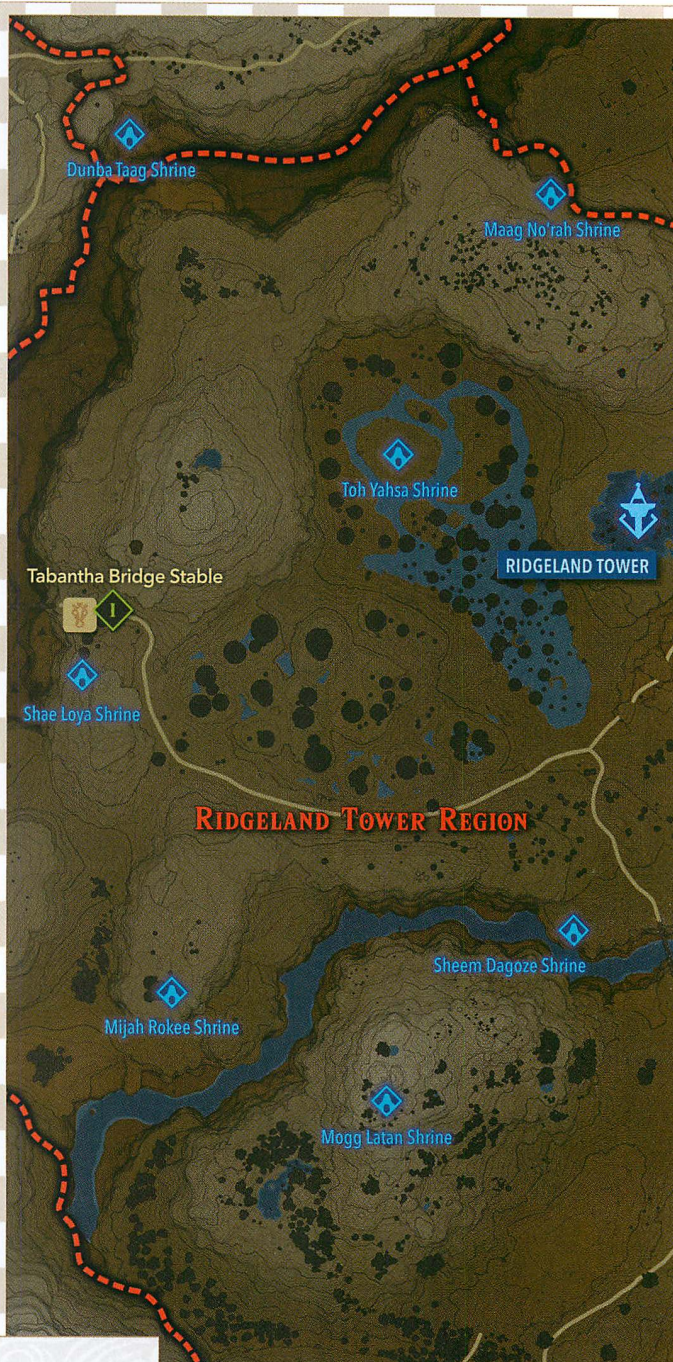 Dunba Taag Shrine
Maag No'rah Shrine
Toh Yahsa Shrine
RIDGELAND TOWER
Tabantha Bridge Stable
I
Shae Loya Shrine
RIDGELAND TOWER REGION
Sheem Dagoze Shrine
Mijah Rokee Shrine
Mogg Latan Shrine